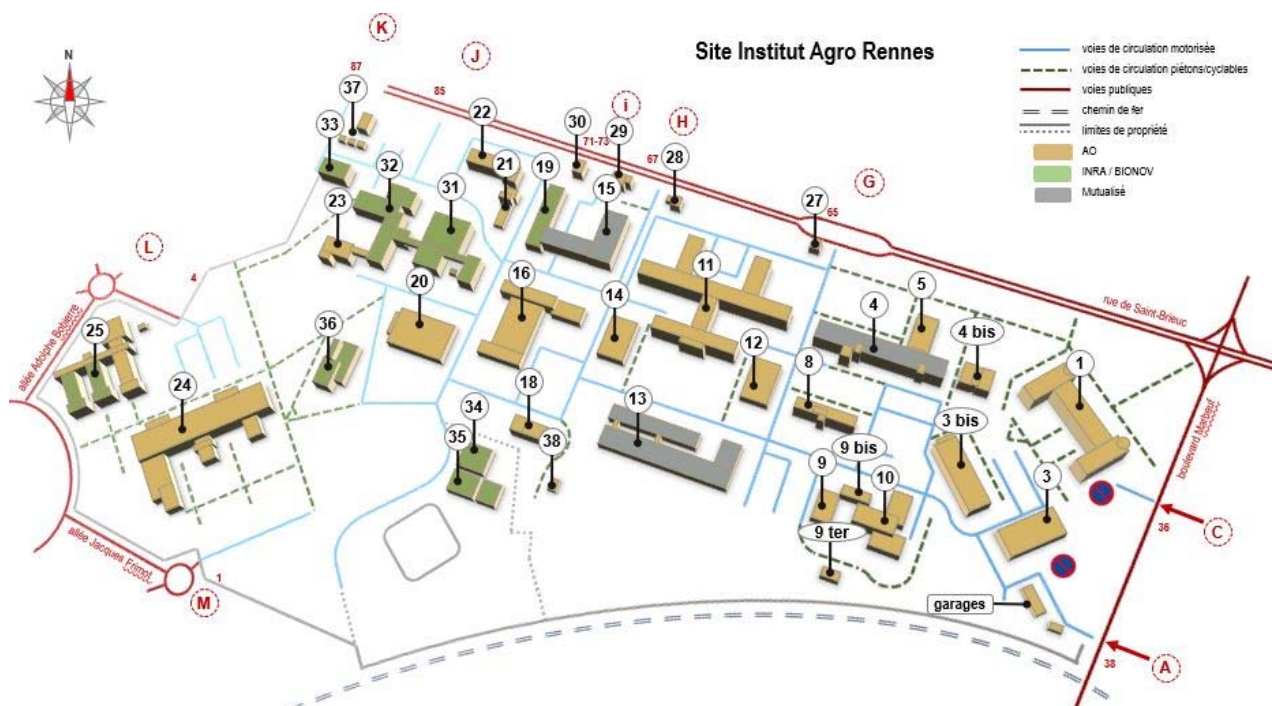 Site Institut Agro Rennes
N
voies de circulation motorisée
voies de circulation piétons/cyclables
voies publiques
chemin de fer
limites de propriété
AO
INRA / BIONOV
Mutualisé
K
J
i
H
G
L
M
C
A
87
85
71-73
67
65
4
1
36
38
37
33
32
23
22
21
31
30
29
28
19
15
27
20
16
14
11
12
5
4
4 bis
1
8
3 bis
3
25
24
36
18
34
35
38
13
9 bis
9
10
9 ter
garages
rue de Saint-Brieuc
boulevard Marbeuf
allée Adolphe Bobierre
allée Jacques Frimot